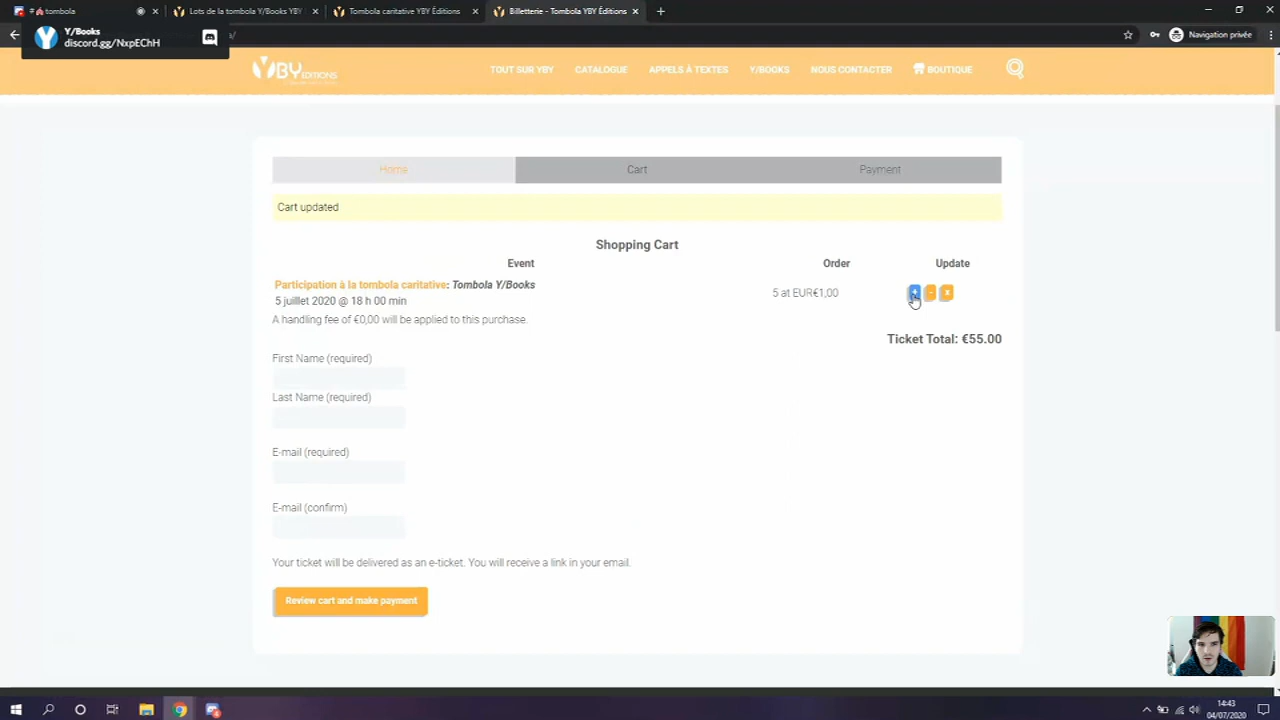 tombola
Lots de la tombola Y/Books YBY
Tombola caritative YBY Éditions
Billetterie - Tombola YBY Éditions
Y/Books
discord.gg/NxpEChH
a/
Navigation privée
YBY EDITIONS
TOUT SUR YBY
CATALOGUE
APPELS À TEXTES
Y/BOOKS
NOUS CONTACTER
BOUTIQUE
Home
Cart
Payment
Cart updated
Shopping Cart
Event
Order
Update
Participation à la tombola caritative: Tombola Y/Books
5 juillet 2020 @ 18 h 00 min
5 at EUR€1,00
+
-
x
A handling fee of €0,00 will be applied to this purchase.
Ticket Total: €55.00
First Name (required)
Last Name (required)
E-mail (required)
E-mail (confirm)
Your ticket will be delivered as an e-ticket. You will receive a link in your email.
Review cart and make payment
14:43
04/07/2020